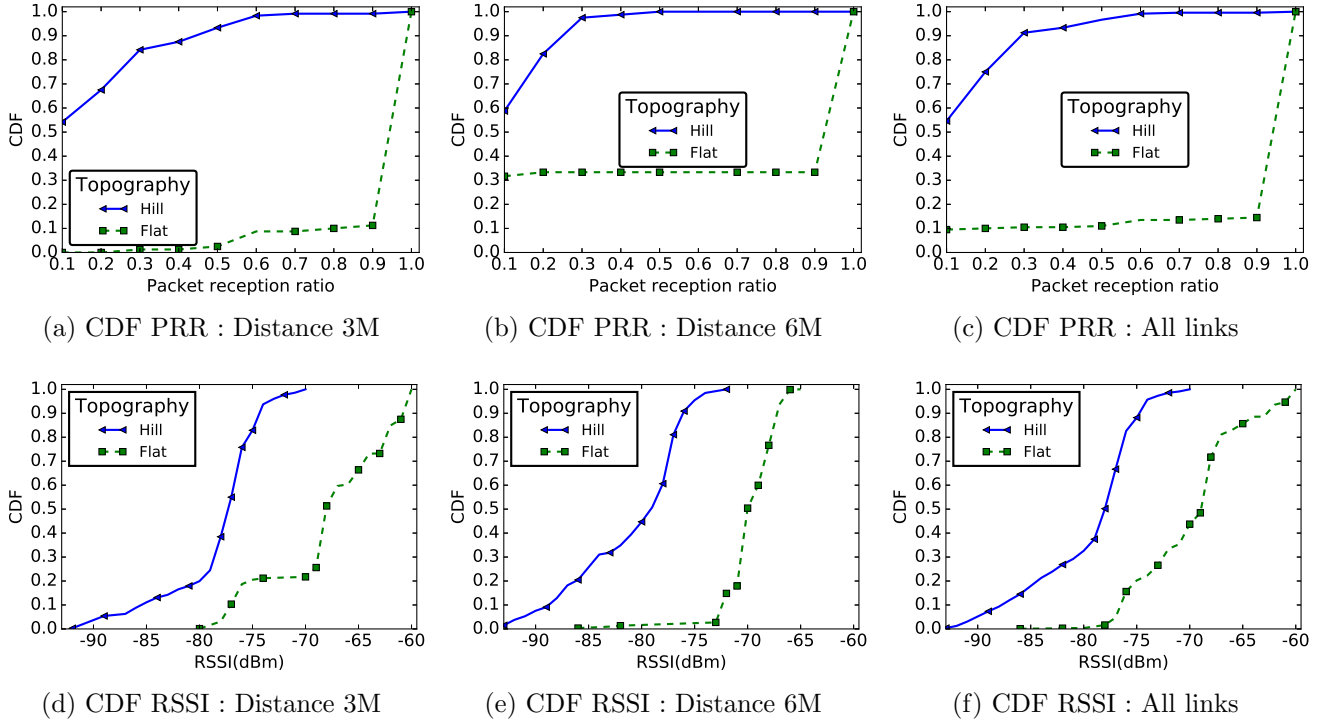 1.0
0.9
0.8
0.7
0.6
0.5
0.4
0.3
0.2
0.1
0.0
CDF
Topography
Hill
Flat
0.1 0.2 0.3 0.4 0.5 0.6 0.7 0.8 0.9 1.0
Packet reception ratio
(a) CDF PRR : Distance 3M
1.0
0.9
0.8
0.7
0.6
0.5
0.4
0.3
0.2
0.1
0.0
CDF
Topography
Hill
Flat
0.1 0.2 0.3 0.4 0.5 0.6 0.7 0.8 0.9 1.0
Packet reception ratio
(b) CDF PRR : Distance 6M
1.0
0.9
0.8
0.7
0.6
0.5
0.4
0.3
0.2
0.1
0.0
CDF
Topography
Hill
Flat
0.1 0.2 0.3 0.4 0.5 0.6 0.7 0.8 0.9 1.0
Packet reception ratio
(c) CDF PRR : All links
1.0
0.9
0.8
0.7
0.6
0.5
0.4
0.3
0.2
0.1
0.0
CDF
Topography
Hill
Flat
-90 -85 -80 -75 -70 -65 -60
RSSI(dBm)
(d) CDF RSSI : Distance 3M
1.0
0.9
0.8
0.7
0.6
0.5
0.4
0.3
0.2
0.1
0.0
CDF
Topography
Hill
Flat
-90 -85 -80 -75 -70 -65 -60
RSSI(dBm)
(e) CDF RSSI : Distance 6M
1.0
0.9
0.8
0.7
0.6
0.5
0.4
0.3
0.2
0.1
0.0
CDF
Topography
Hill
Flat
-90 -85 -80 -75 -70 -65 -60
RSSI(dBm)
(f) CDF RSSI : All links